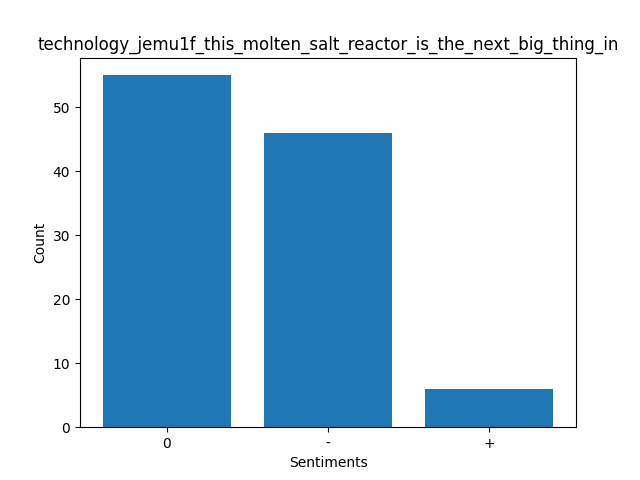 technology_jemu1f_this_molten_salt_reactor_is_the_next_big_thing_in
50
40
30
20
10
0
Count
0 - +
Sentiments